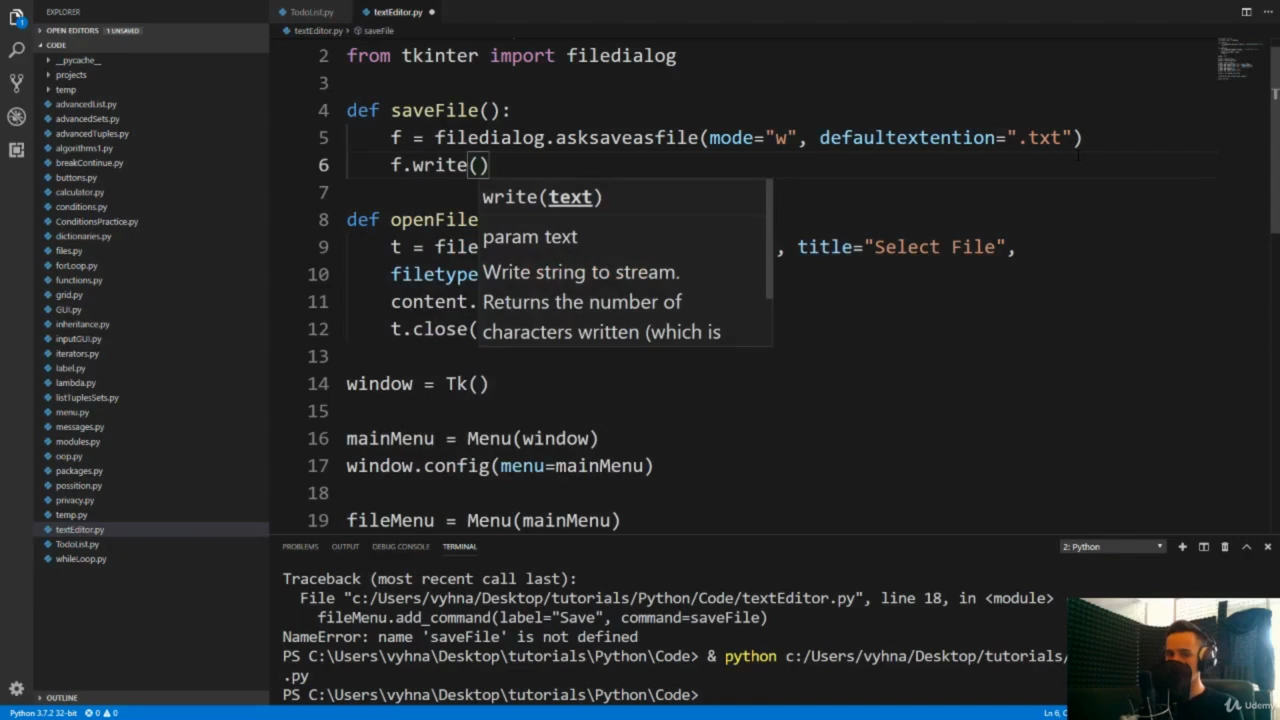 EXPLORER
TodoList.py
textEditor.py
OPEN EDITORS 1 UNSAVED
textEditor.py > saveFile
CODE
__pycache__
projects
temp
advancedList.py
advancedSets.py
advancedTuples.py
algorithms1.py
breakContinue.py
buttons.py
calculator.py
conditions.py
ConditionsPractice.py
dictionaries.py
files.py
forLoop.py
functions.py
grid.py
GUI.py
inheritance.py
inputGUI.py
iterators.py
label.py
lambda.py
listTuplesSets.py
menu.py
messages.py
modules.py
oop.py
packages.py
possition.py
privacy.py
temp.py
textEditor.py
TodoList.py
whileLoop.py
OUTLINE
2 from tkinter import filedialog
3
4 def saveFile():
5 f = filedialog.asksaveasfile(mode="w", defaultextention=".txt")
6 f.write()
7
8 def openFile
9 t = file , title="Select File",
10 filetype
11 content.
12 t.close(
13
14 window = Tk()
15
16 mainMenu = Menu(window)
17 window.config(menu=mainMenu)
18
19 fileMenu = Menu(mainMenu)
write(text)
param text
Write string to stream.
Returns the number of
characters written (which is
PROBLEMS OUTPUT DEBUG CONSOLE TERMINAL 2: Python
Traceback (most recent call last):
File "c:/Users/vyhna/Desktop/tutorials/Python/Code/textEditor.py", line 18, in <module>
fileMenu.add_command(label="Save", command=saveFile)
NameError: name 'saveFile' is not defined
PS C:\Users\vyhna\Desktop\tutorials\Python\Code> & python c:/Users/vyhna/Desktop/tutorials/
.py
PS C:\Users\vyhna\Desktop\tutorials\Python\Code>
Python 3.7.2 32-bit 0 0
Ln 6,
Udemy